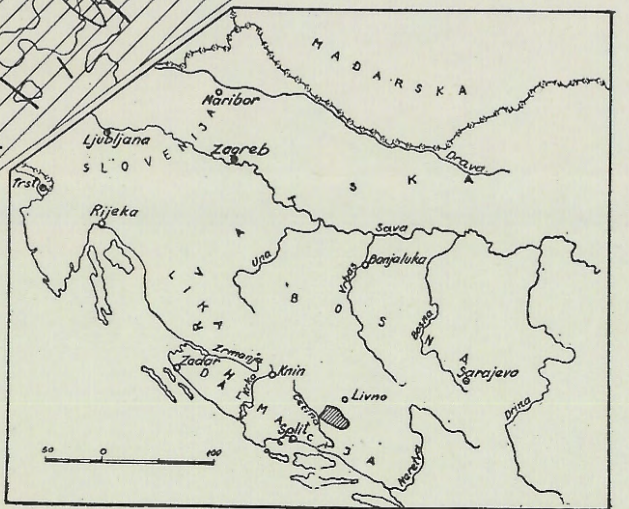 MAĐARSKA
Maribor
Ljubljana
SLOVENIJA
Zagreb
Drava
Trst
HRVATSKA
Rijeka
Sava
Una
Banjaluka
Vrbas
LIKA
BOSNA
Bosna
Zrmanja
Zadar
Knin
Krka
Sarajevo
DALMACIJA
Livno
Cetina
Split
Drina
Neretva
50 0 100